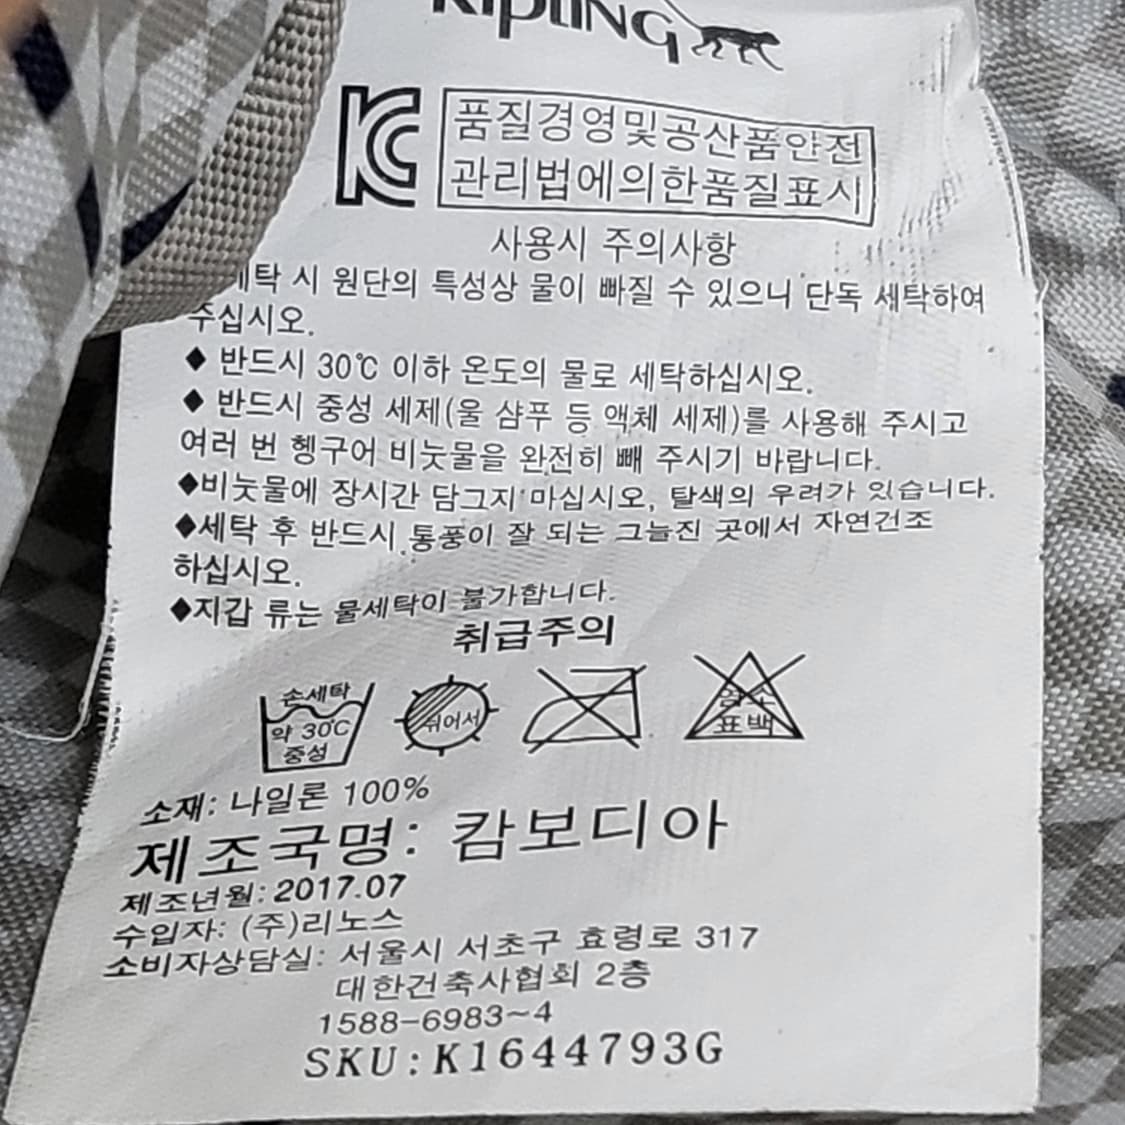 Kipling
KC
품질경영및공산품안전
관리법에의한품질표시
사용시 주의사항
세탁 시 원단의 특성상 물이 빠질 수 있으니 단독 세탁하여
주십시오.
◆ 반드시 30℃ 이하 온도의 물로 세탁하십시오.
◆ 반드시 중성 세제(울 샴푸 등 액체 세제)를 사용해 주시고
여러 번 헹구어 비눗물을 완전히 빼 주시기 바랍니다.
◆비눗물에 장시간 담그지 마십시오, 탈색의 우려가 있습니다.
◆세탁 후 반드시 통풍이 잘 되는 그늘진 곳에서 자연건조
하십시오.
◆지갑 류는 물세탁이 불가합니다.
취급주의
손세탁
약 30℃
중성
뉘어서
염소
표백
소재: 나일론 100%
제조국명: 캄보디아
제조년월: 2017.07
수입자: (주)리노스
소비자상담실: 서울시 서초구 효령로 317
대한건축사협회 2층
1588-6983~4
SKU:K1644793G